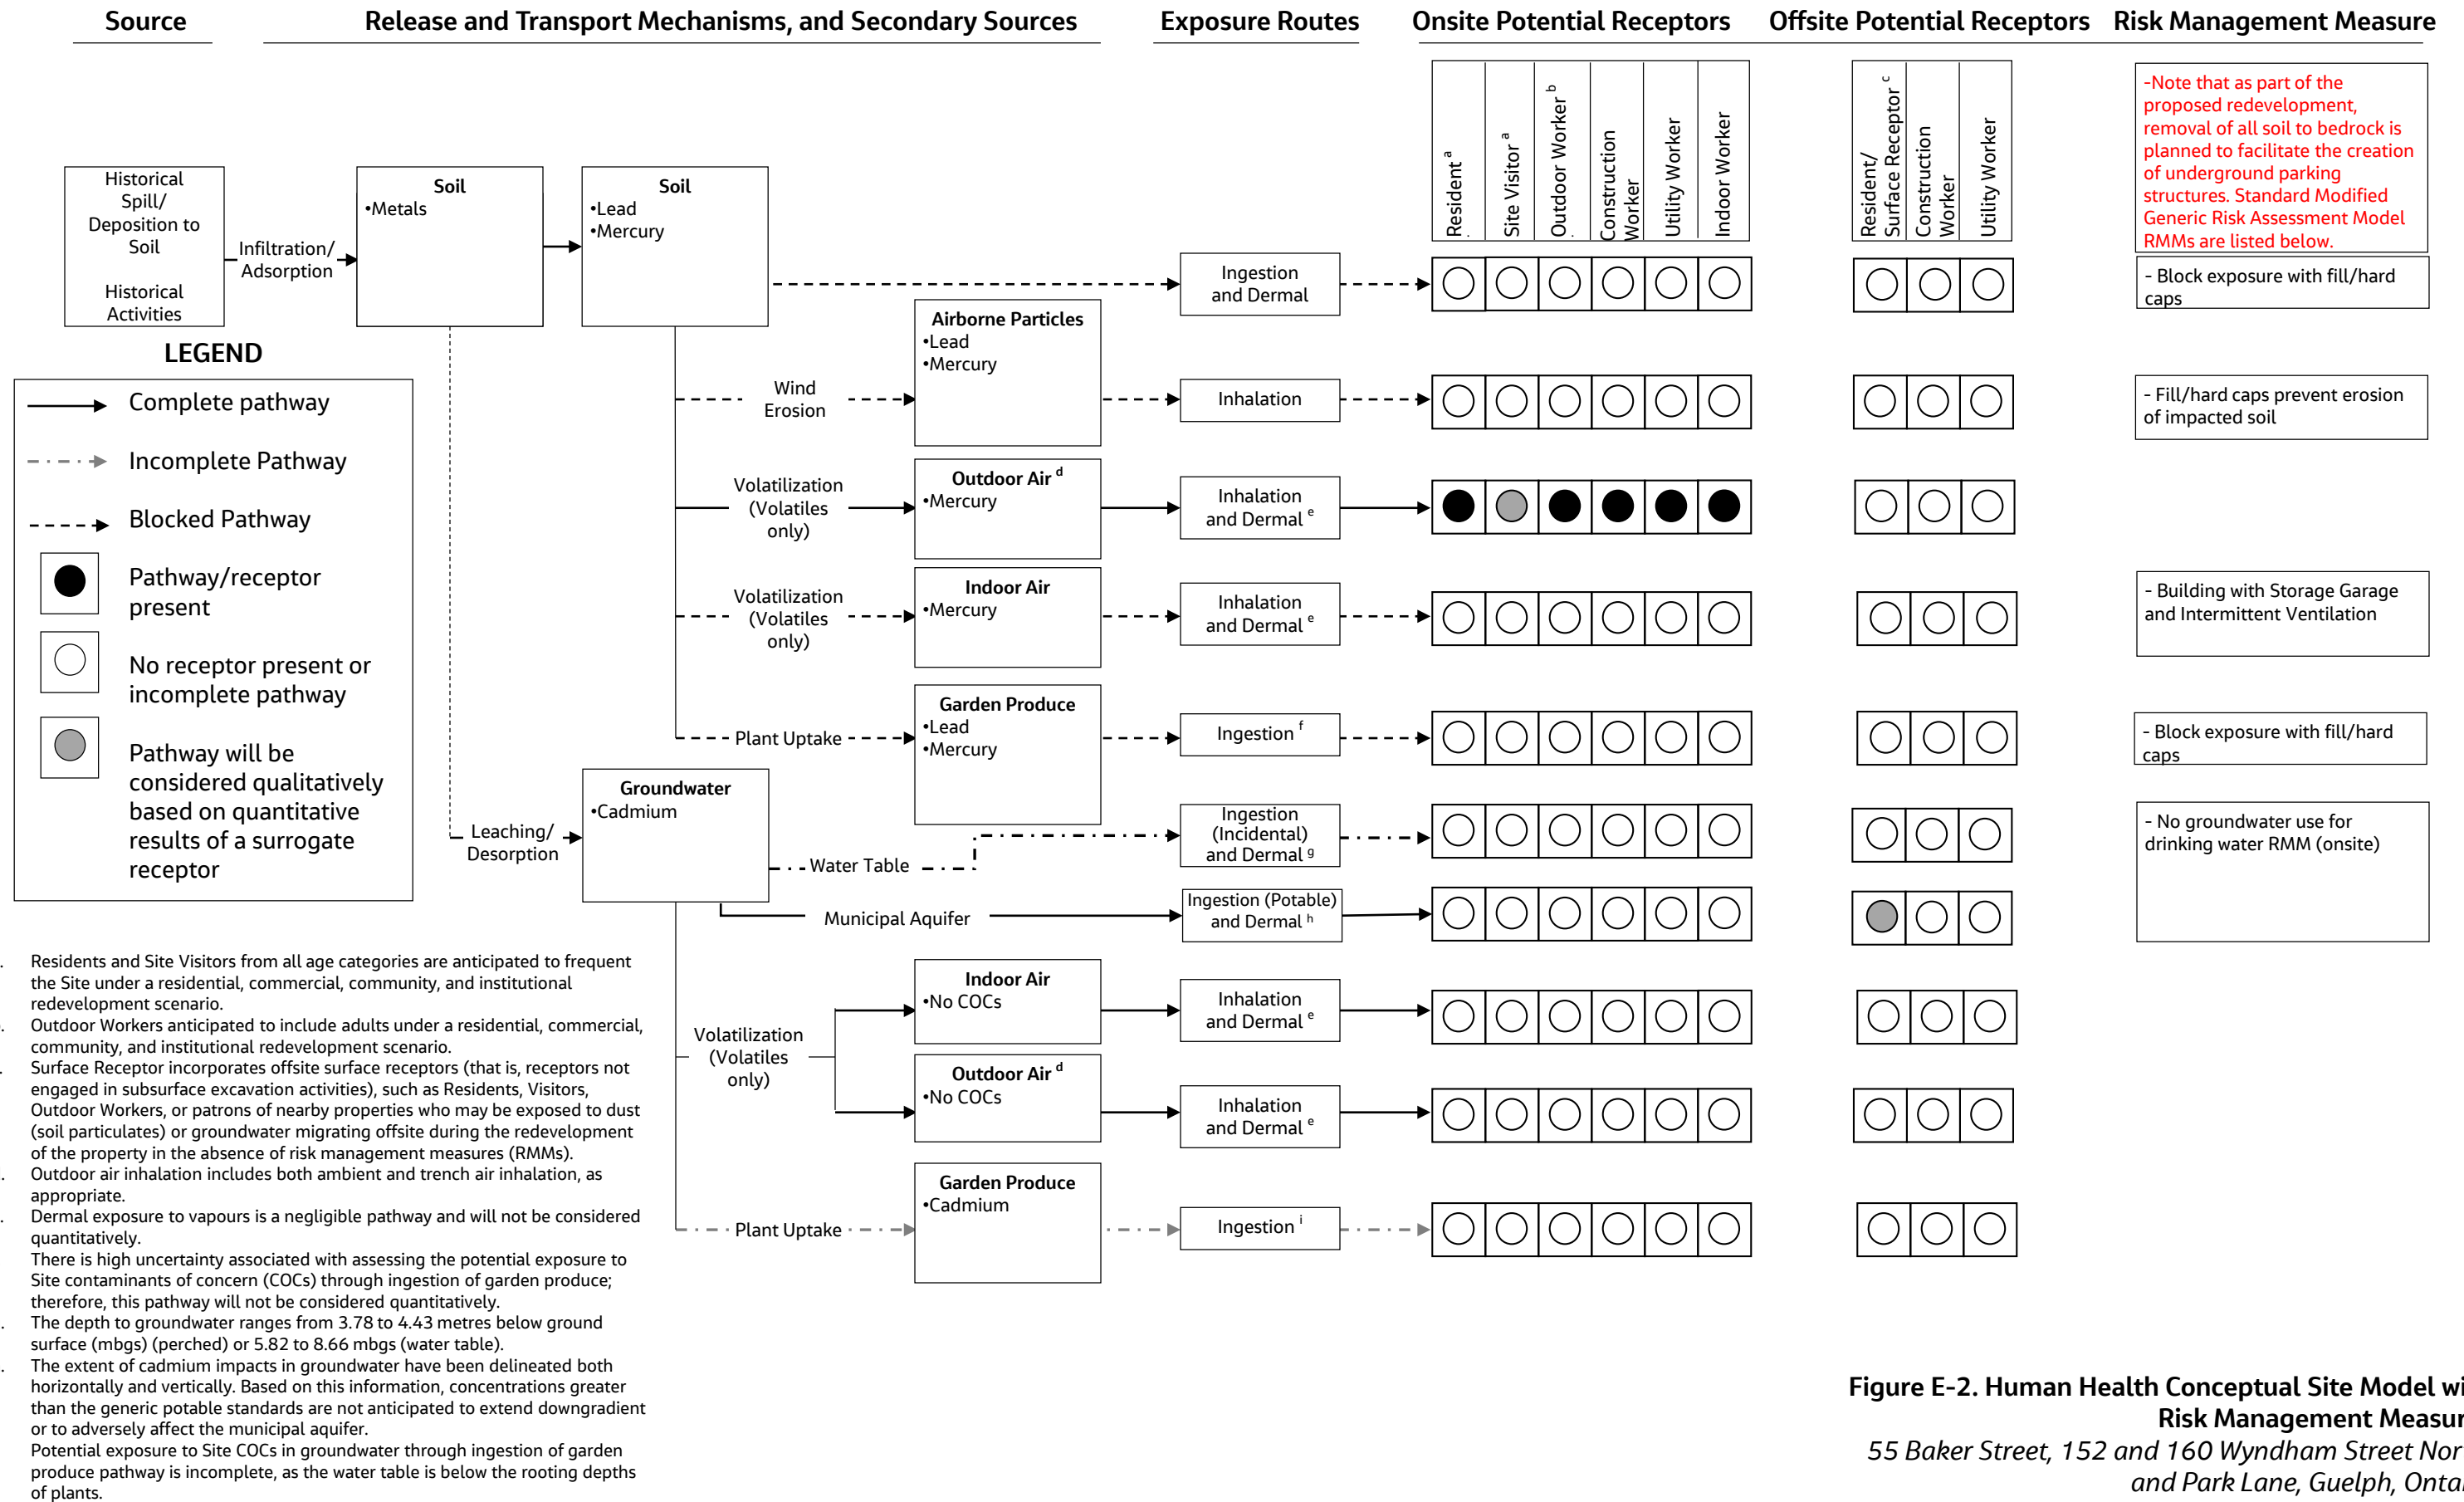 Source
Release and Transport Mechanisms, and Secondary Sources
Exposure Routes
Onsite Potential Receptors
Offsite Potential Receptors
Risk Management Measure
Resident a
Site Visitor a
Outdoor Worker b
Construction
Worker
Utility Worker
Indoor Worker
Resident/
Surface Receptor c
Construction
Worker
Utility Worker
-Note that as part of the
proposed redevelopment,
removal of all soil to bedrock is
planned to facilitate the creation
of underground parking
structures. Standard Modified
Generic Risk Assessment Model
RMMs are listed below.
Historical
Spill/
Deposition to
Soil
Historical
Activities
Infiltration/
Adsorption
Soil
•Metals
Soil
•Lead
•Mercury
Ingestion
and Dermal
- Block exposure with fill/hard
caps
Wind
Erosion
Airborne Particles
•Lead
•Mercury
Inhalation
- Fill/hard caps prevent erosion
of impacted soil
Volatilization
(Volatiles
only)
Outdoor Air d
•Mercury
Inhalation
and Dermal e
Volatilization
(Volatiles
only)
Indoor Air
•Mercury
Inhalation
and Dermal e
- Building with Storage Garage
and Intermittent Ventilation
Plant Uptake
Garden Produce
•Lead
•Mercury
Ingestion f
- Block exposure with fill/hard
caps
Leaching/
Desorption
Groundwater
•Cadmium
Water Table
Ingestion
(Incidental)
and Dermal g
- No groundwater use for
drinking water RMM (onsite)
Municipal Aquifer
Ingestion (Potable)
and Dermal h
Volatilization
(Volatiles
only)
Indoor Air
•No COCs
Inhalation
and Dermal e
Outdoor Air d
•No COCs
Inhalation
and Dermal e
Plant Uptake
Garden Produce
•Cadmium
Ingestion i
LEGEND
Complete pathway
Incomplete Pathway
Blocked Pathway
Pathway/receptor
present
No receptor present or
incomplete pathway
Pathway will be
considered qualitatively
based on quantitative
results of a surrogate
receptor
. Residents and Site Visitors from all age categories are anticipated to frequent
the Site under a residential, commercial, community, and institutional
redevelopment scenario.
. Outdoor Workers anticipated to include adults under a residential, commercial,
community, and institutional redevelopment scenario.
. Surface Receptor incorporates offsite surface receptors (that is, receptors not
engaged in subsurface excavation activities), such as Residents, Visitors,
Outdoor Workers, or patrons of nearby properties who may be exposed to dust
(soil particulates) or groundwater migrating offsite during the redevelopment
of the property in the absence of risk management measures (RMMs).
. Outdoor air inhalation includes both ambient and trench air inhalation, as
appropriate.
. Dermal exposure to vapours is a negligible pathway and will not be considered
quantitatively.
There is high uncertainty associated with assessing the potential exposure to
Site contaminants of concern (COCs) through ingestion of garden produce;
therefore, this pathway will not be considered quantitatively.
. The depth to groundwater ranges from 3.78 to 4.43 metres below ground
surface (mbgs) (perched) or 5.82 to 8.66 mbgs (water table).
. The extent of cadmium impacts in groundwater have been delineated both
horizontally and vertically. Based on this information, concentrations greater
than the generic potable standards are not anticipated to extend downgradient
or to adversely affect the municipal aquifer.
Potential exposure to Site COCs in groundwater through ingestion of garden
produce pathway is incomplete, as the water table is below the rooting depths
of plants.
Figure E-2. Human Health Conceptual Site Model wi
Risk Management Measur
55 Baker Street, 152 and 160 Wyndham Street Nor
and Park Lane, Guelph, Ontar